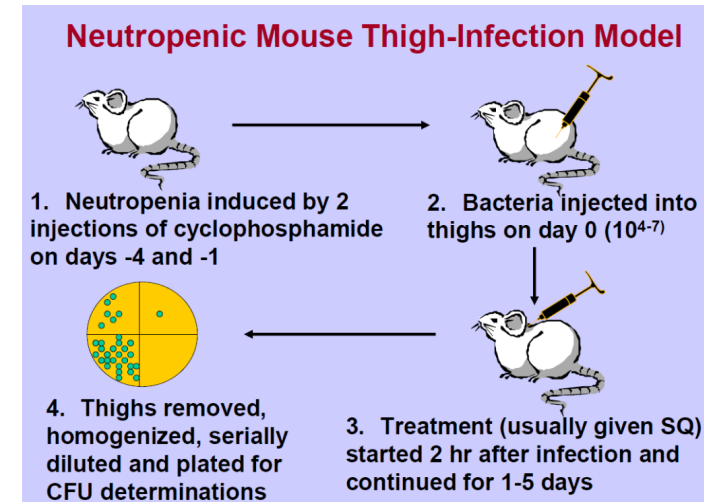 Neutropenic Mouse Thigh-Infection Model
1. Neutropenia induced by 2
injections of cyclophosphamide
on days -4 and -1
2. Bacteria injected into
thighs on day 0 (10⁴⁻⁷)
3. Treatment (usually given SQ)
started 2 hr after infection and
continued for 1-5 days
4. Thighs removed,
homogenized, serially
diluted and plated for
CFU determinations